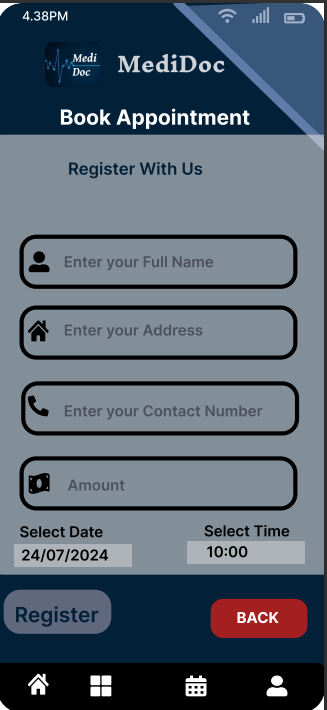 4.38PM
Medi
Doc
MediDoc
Book Appointment
Register With Us
Enter your Full Name
Enter your Address
Enter your Contact Number
Amount
Select Date
Select Time
24/07/2024
10:00
Register
BACK